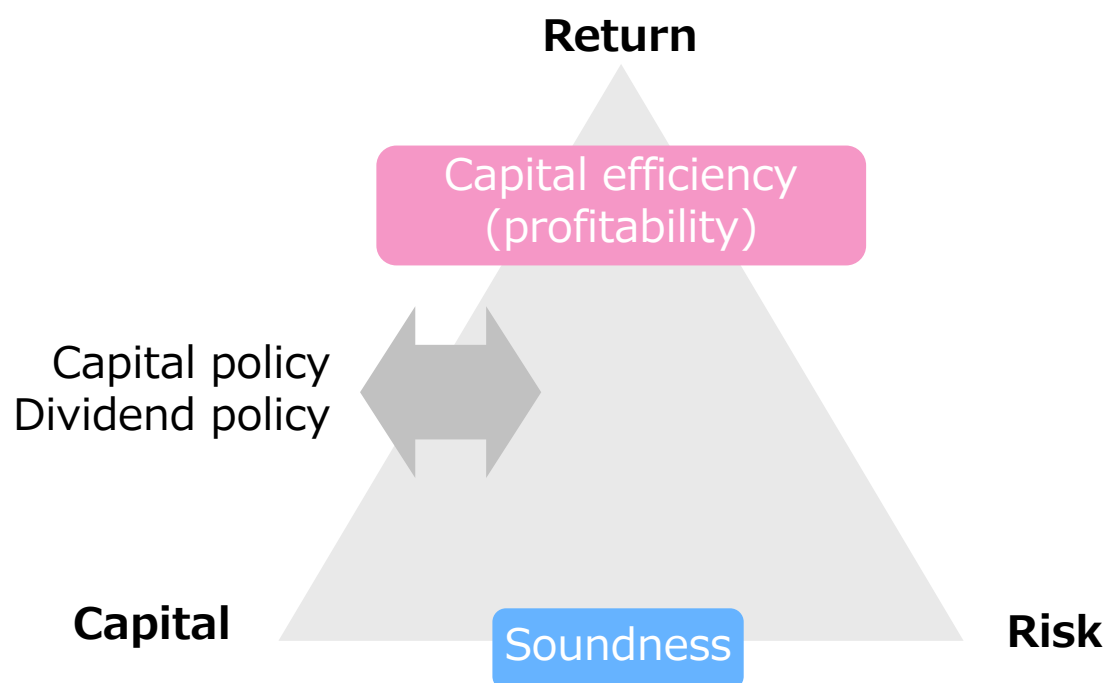 Return
Capital efficiency
(profitability)
Capital policy
Dividend policy
Capital
Soundness
Risk